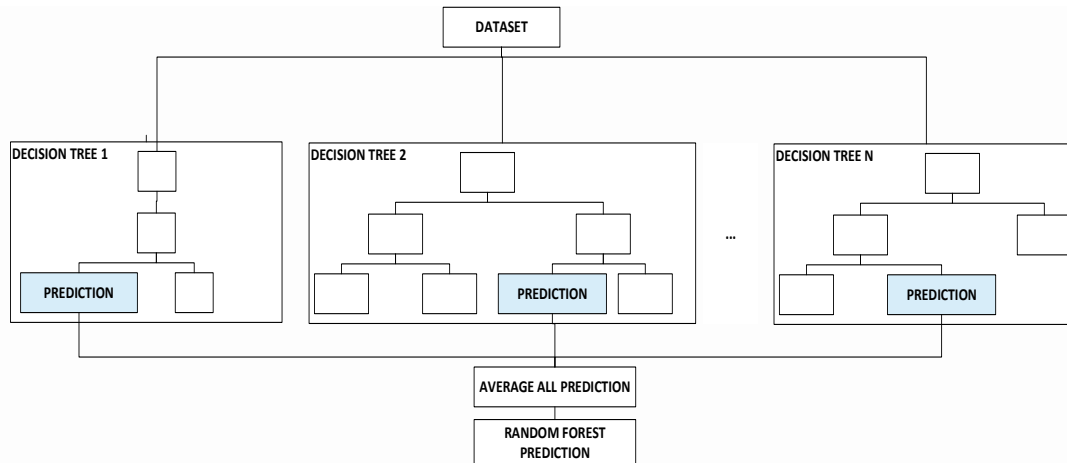 DATASET
DECISION TREE 1
DECISION TREE 2
DECISION TREE N
...
PREDICTION
PREDICTION
PREDICTION
AVERAGE ALL PREDICTION
RANDOM FOREST
PREDICTION